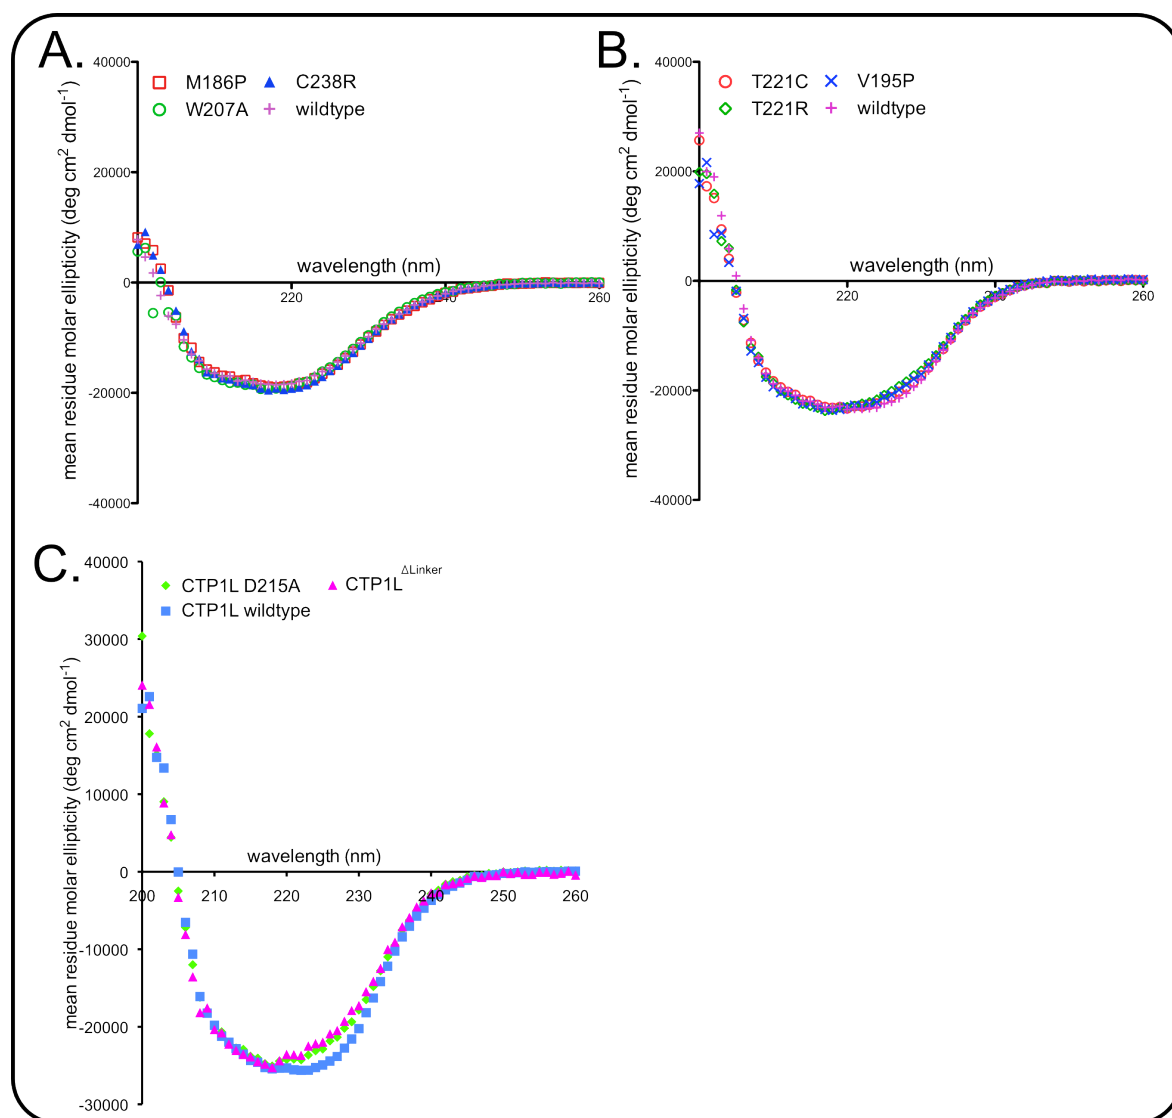 A.
40000
M186P
C238R
W207A
wildtype
20000
wavelength (nm)
0
220
260
-20000
-40000
mean residue molar ellipticity (deg cm² dmol⁻¹)
B.
40000
T221C
V195P
T221R
wildtype
20000
wavelength (nm)
0
220
260
-20000
-40000
mean residue molar ellipticity (deg cm² dmol⁻¹)
C.
40000
CTP1L D215A
CTP1L ΔLinker
CTP1L wildtype
30000
20000
10000
wavelength (nm)
0
200
210
220
230
240
250
260
-10000
-20000
-30000
mean residue molar ellipticity (deg cm² dmol⁻¹)